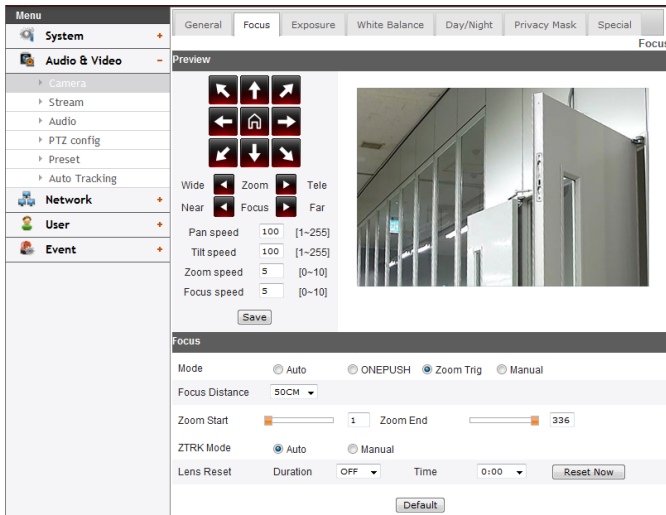 Menu
System +
Audio & Video −
Camera
Stream
Audio
PTZ config
Preset
Auto Tracking
Network +
User +
Event +
General Focus Exposure White Balance Day/Night Privacy Mask Special
Focus
Preview
Wide Zoom Tele
Near Focus Far
Pan speed 100 [1~255]
Tilt speed 100 [1~255]
Zoom speed 5 [0~10]
Focus speed 5 [0~10]
Save
Focus
Mode Auto ONEPUSH Zoom Trig Manual
Focus Distance 50CM
Zoom Start 1 Zoom End 336
ZTRK Mode Auto Manual
Lens Reset Duration OFF Time 0:00 Reset Now
Default